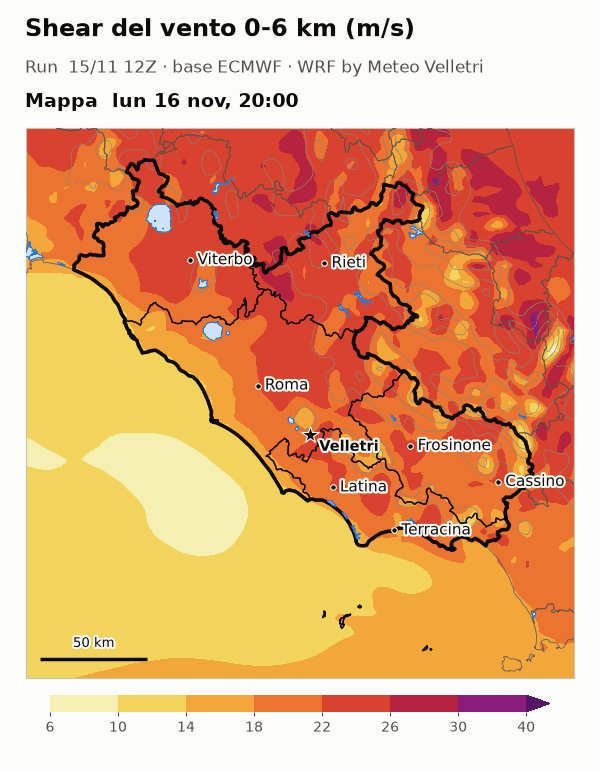 Shear del vento 0-6 km (m/s)
Run  15/11 12Z · base ECMWF · WRF by Meteo Velletri
Mappa  lun 16 nov, 20:00
Viterbo
Rieti
Roma
Velletri
Frosinone
Latina
Cassino
Terracina
50 km
6 10 14 18 22 26 30 40